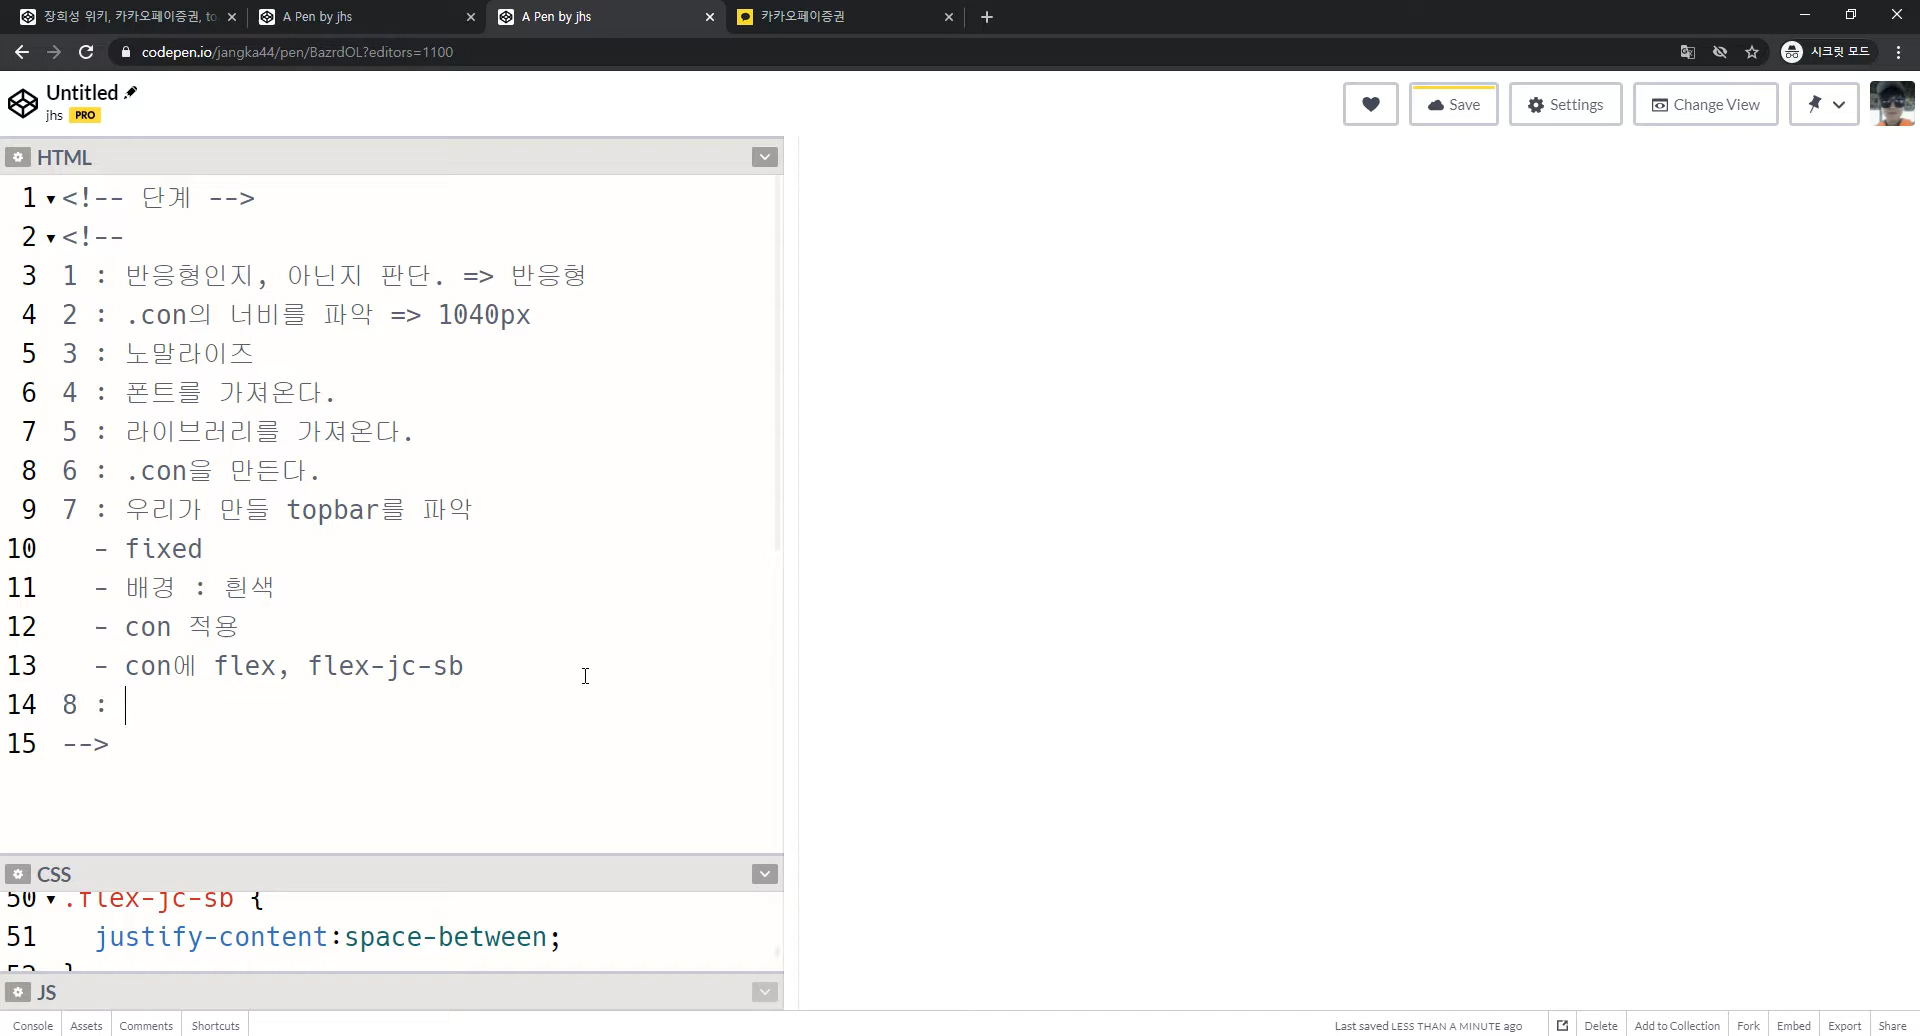 장희성 위키, 카카오페이증권, to
A Pen by jhs
A Pen by jhs
카카오페이증권
codepen.io/jangka44/pen/BazrdOL?editors=1100
시크릿 모드
Untitled
jhs PRO
Save
Settings
Change View
HTML
1 <!-- 단계 -->
2 <!--
3 1 : 반응형인지, 아닌지 판단. => 반응형
4 2 : .con의 너비를 파악 => 1040px
5 3 : 노말라이즈
6 4 : 폰트를 가져온다.
7 5 : 라이브러리를 가져온다.
8 6 : .con을 만든다.
9 7 : 우리가 만들 topbar를 파악
10 - fixed
11 - 배경 : 흰색
12 - con 적용
13 - con에 flex, flex-jc-sb
14 8 :
15 -->
CSS
50 .flex-jc-sb {
51 justify-content:space-between;
52 }
JS
Console Assets Comments Shortcuts
Last saved LESS THAN A MINUTE ago
Delete Add to Collection Fork Embed Export Share